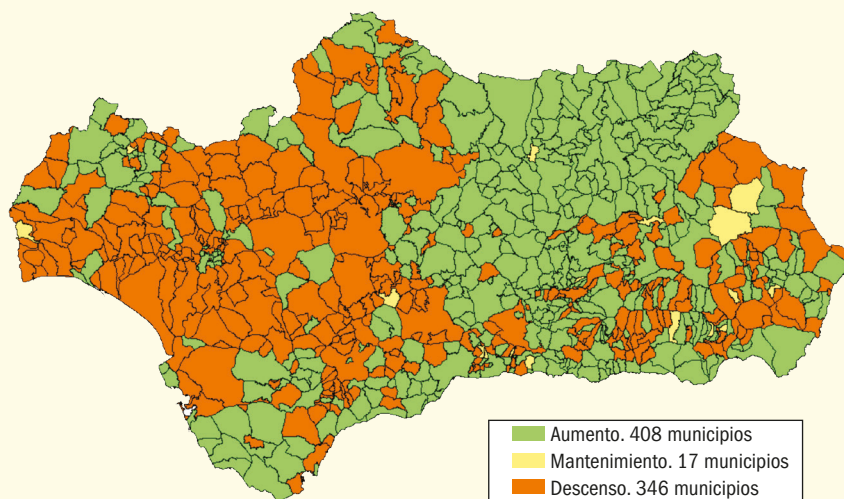 Aumento. 408 municipios
Mantenimiento. 17 municipios
Descenso. 346 municipios